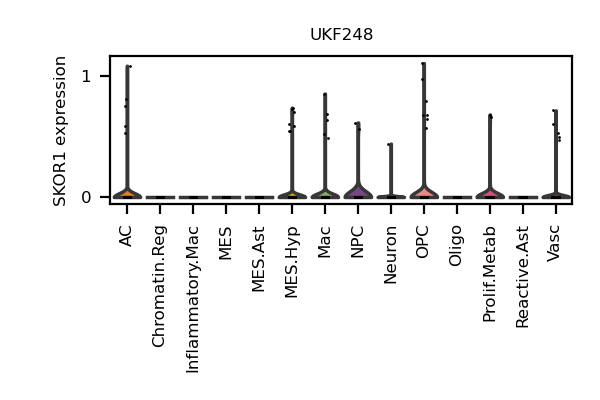 UKF248
SKOR1 expression
1
0
AC
Chromatin.Reg
Inflammatory.Mac
MES
MES.Ast
MES.Hyp
Mac
NPC
Neuron
OPC
Oligo
Prolif.Metab
Reactive.Ast
Vasc